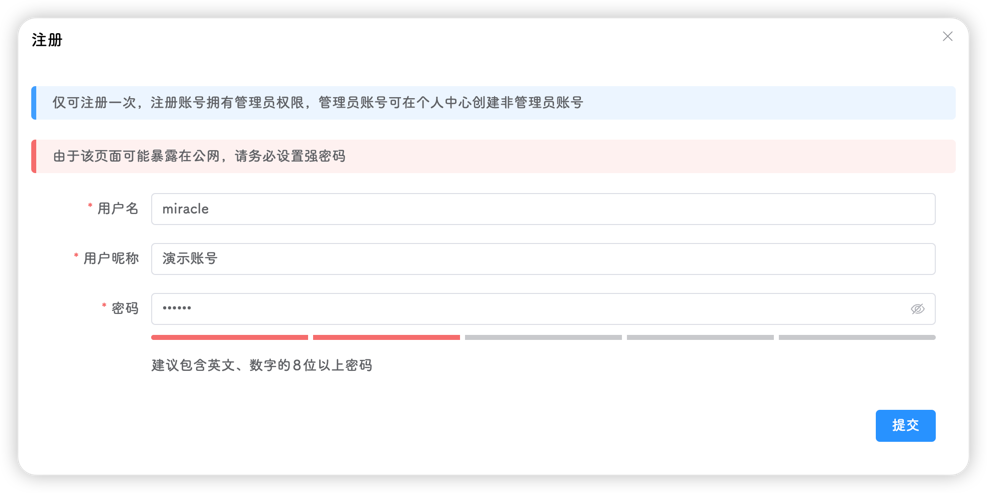 注册
仅可注册一次，注册账号拥有管理员权限，管理员账号可在个人中心创建非管理员账号
由于该页面可能暴露在公网，请务必设置强密码
* 用户名 miracle
* 用户昵称 演示账号
* 密码 ••••••
建议包含英文、数字的8位以上密码
提交